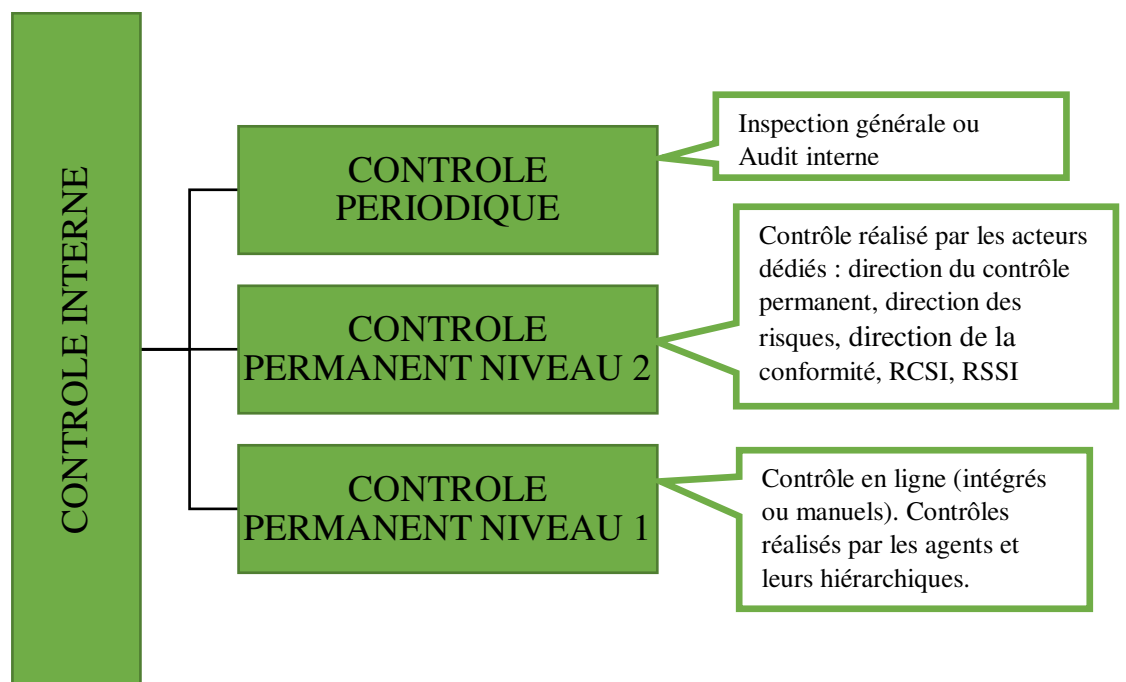 CONTROLE INTERNE
CONTROLE
PERIODIQUE
Inspection générale ou
Audit interne
CONTROLE
PERMANENT NIVEAU 2
Contrôle réalisé par les acteurs
dédiés : direction du contrôle
permanent, direction des
risques, direction de la
conformité, RCSI, RSSI
CONTROLE
PERMANENT NIVEAU 1
Contrôle en ligne (intégrés
ou manuels). Contrôles
réalisés par les agents et
leurs hiérarchiques.